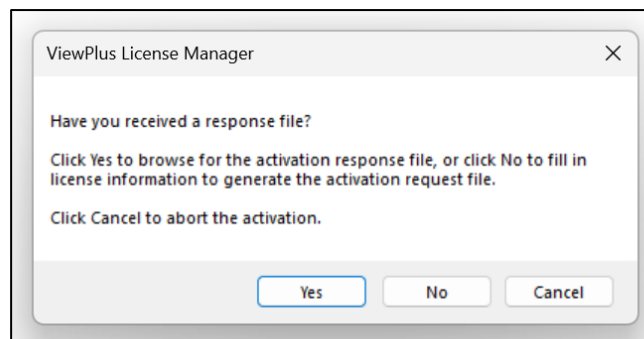 ViewPlus License Manager
Have you received a response file?
Click Yes to browse for the activation response file, or click No to fill in
license information to generate the activation request file.
Click Cancel to abort the activation.
Yes No Cancel